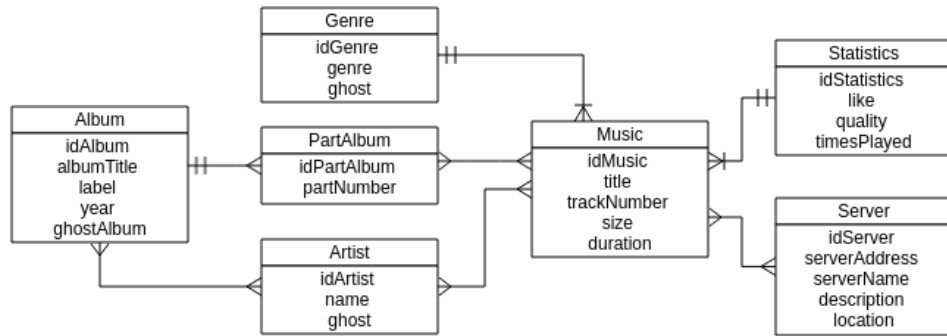 Genre
idGenre
genre
ghost
Statistics
idStatistics
like
quality
timesPlayed
Album
idAlbum
albumTitle
label
year
ghostAlbum
PartAlbum
idPartAlbum
partNumber
Music
idMusic
title
trackNumber
size
duration
Artist
idArtist
name
ghost
Server
idServer
serverAddress
serverName
description
location